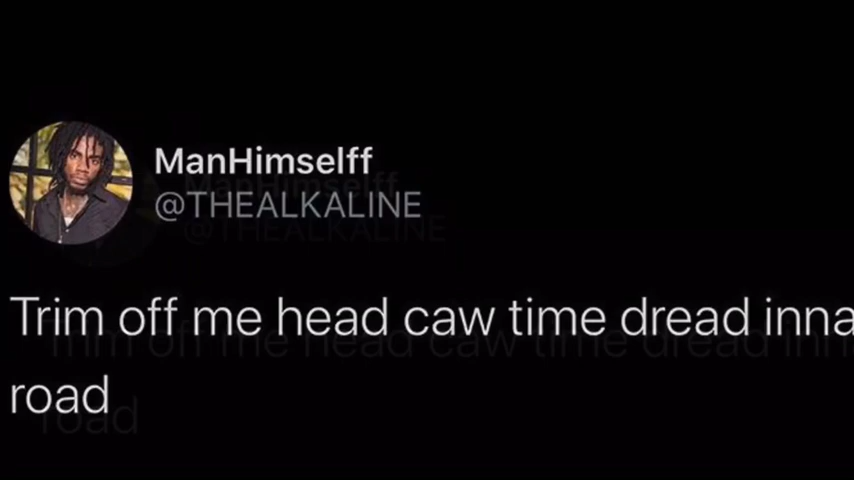 ManHimselff
@THEALKALINE
Trim off me head caw time dread inna
road